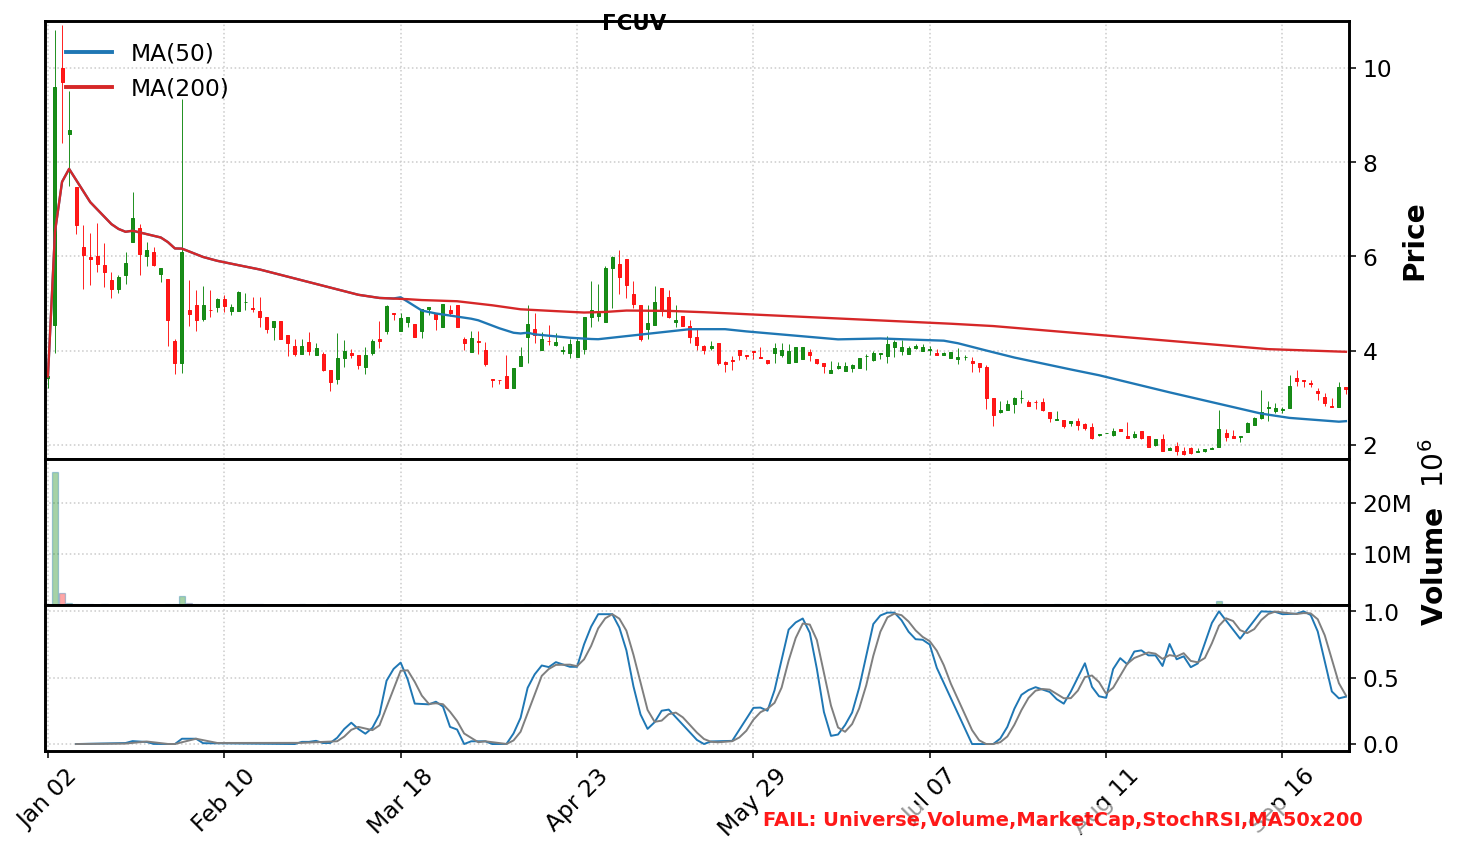 FCUV
MA(50)
MA(200)
10
8
6
4
2
Price
20M
10M
Volume 10^6
1.0
0.5
0.0
Jan 02
Feb 10
Mar 18
Apr 23
May 29
Jul 07
Aug 11
Sep 16
FAIL: Universe,Volume,MarketCap,StochRSI,MA50x200